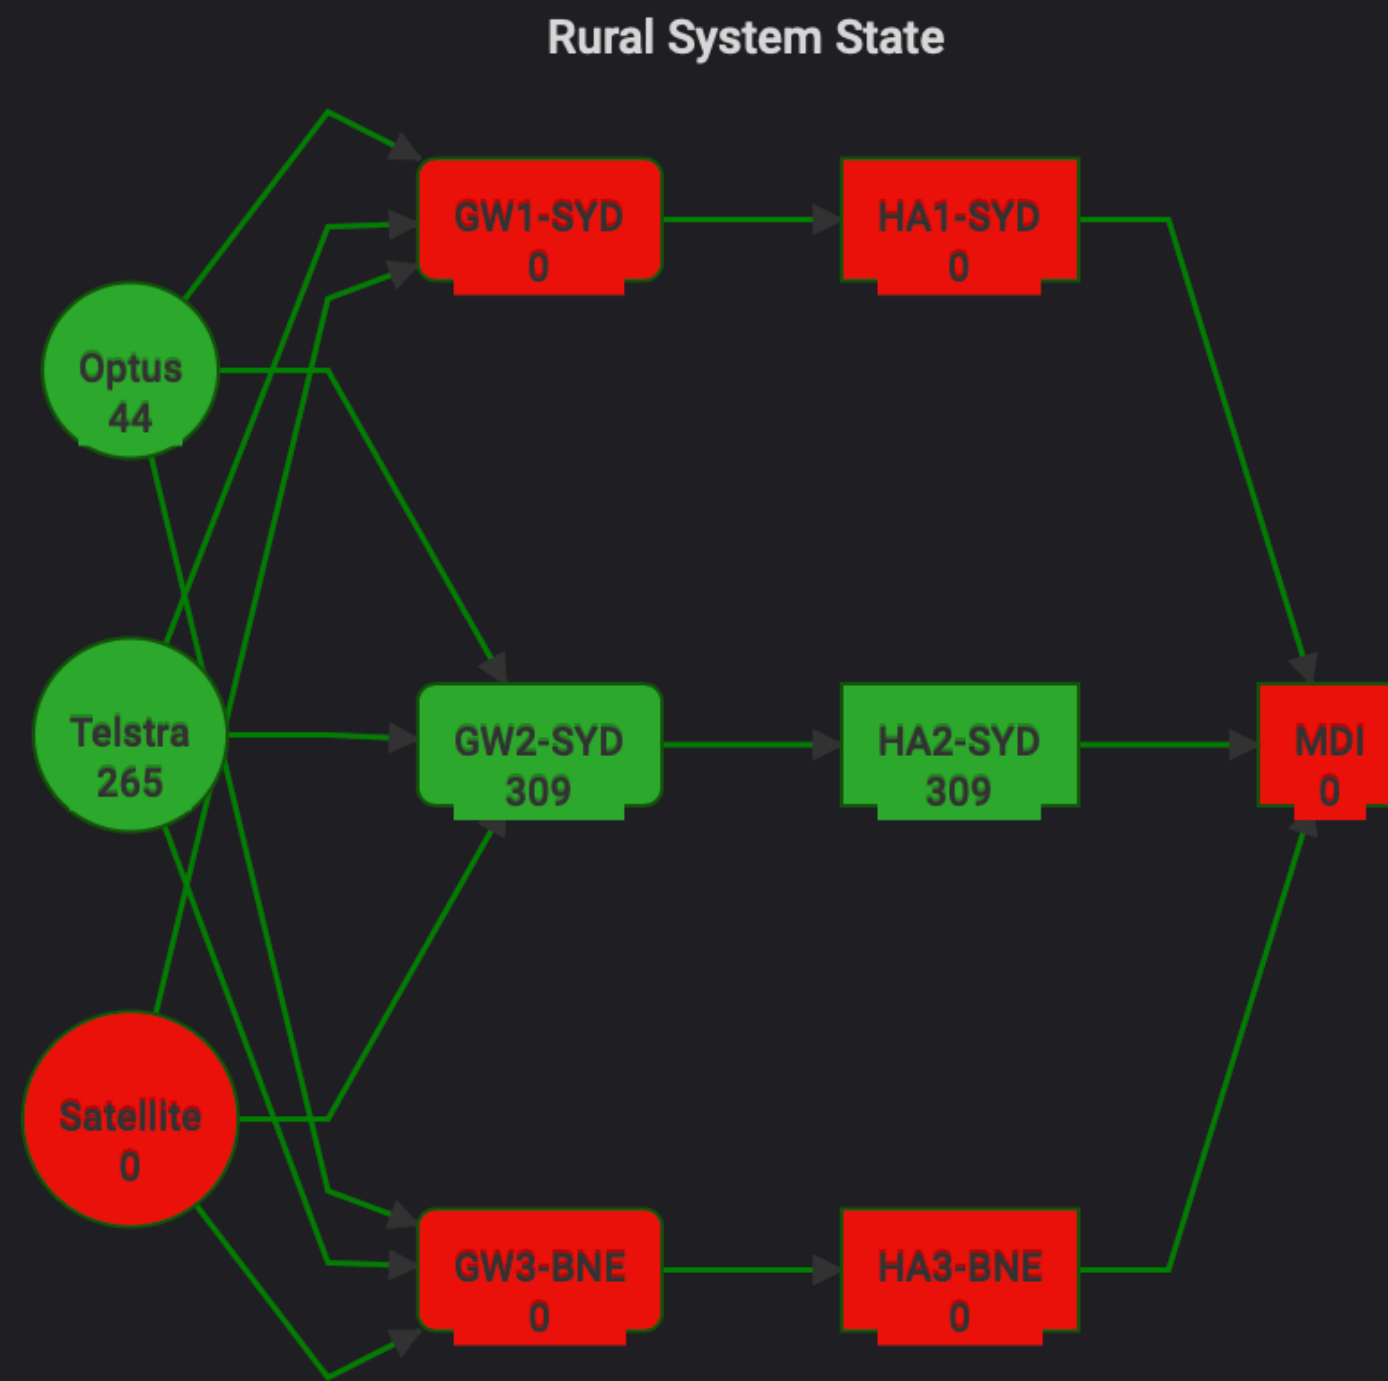 Rural System State
GW1-SYD
0
HA1-SYD
0
Optus
44
Telstra
265
GW2-SYD
309
HA2-SYD
309
MDI
0
Satellite
0
GW3-BNE
0
HA3-BNE
0